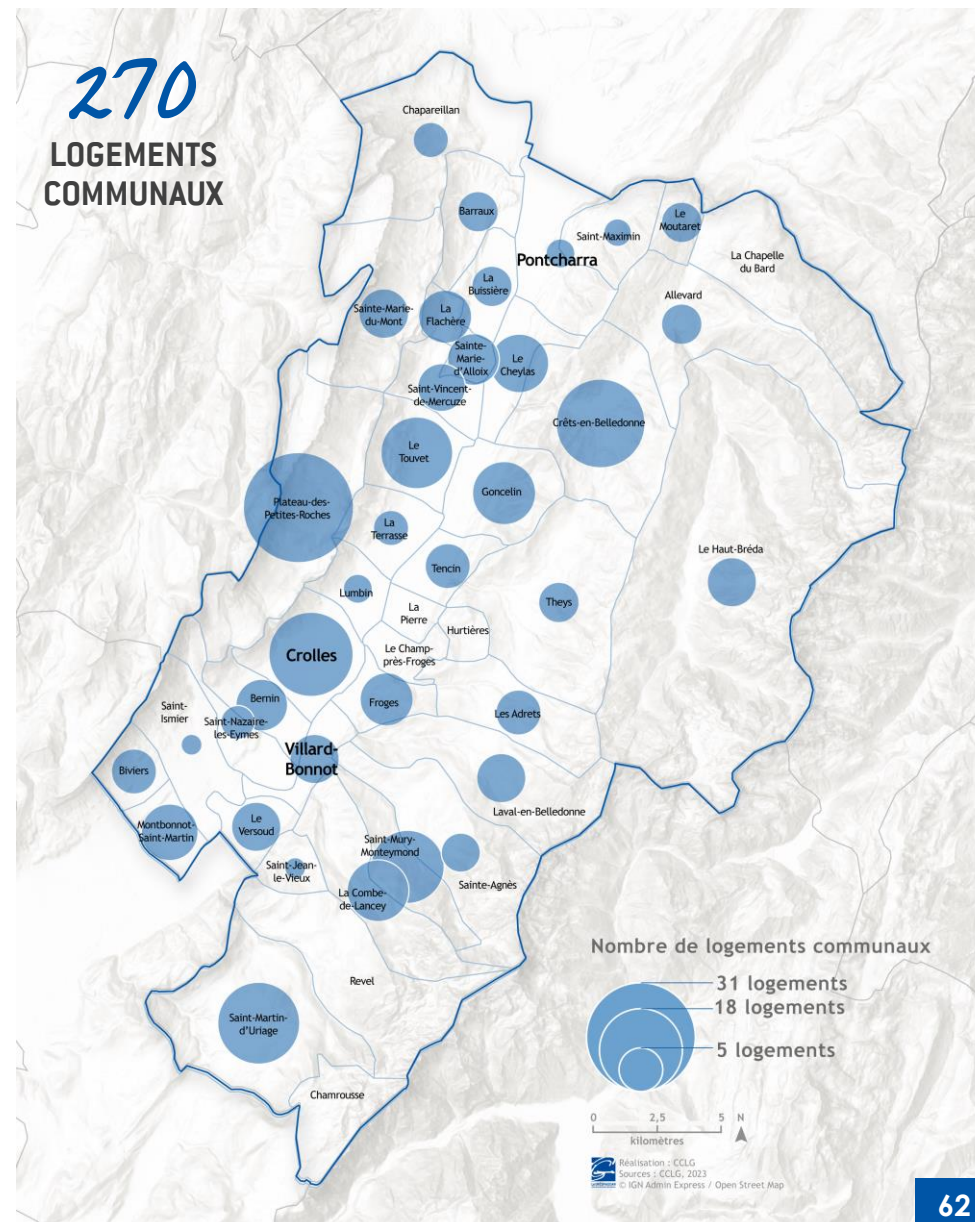 270
LOGEMENTS
COMMUNAUX
Chapareillan
Barraux
Le
Moutaret
Saint-Maximin
Pontcharra
La Chapelle
du Bard
La
Buissière
Allevard
Sainte-Marie-
du-Mont
La
Flachère
Sainte-
Marie-
d'Alloix
Le
Cheylas
Saint-Vincent-
de-Mercuze
Crêts-en-Belledonne
Le
Touvet
Goncelin
Plateau-des-
Petites-Roches
La
Terrasse
Le Haut-Bréda
Tencin
Lumbin
Theys
La
Pierre
Hurtières
Crolles
Le Champ-
près-Froges
Bernin
Froges
Saint-
Ismier
Saint-Nazaire-
les-Eymes
Les Adrets
Villard-
Bonnot
Biviers
Laval-en-Belledonne
Montbonnot-
Saint-Martin
Le
Versoud
Saint-Mury-
Monteymond
Saint-Jean-
le-Vieux
Sainte-Agnès
La Combe-
de-Lancey
Revel
Saint-Martin-
d'Uriage
Chamrousse
Nombre de logements communaux
31 logements
18 logements
5 logements
0 2,5 5 N
kilomètres
Réalisation : CCLG
Sources : CCLG, 2023
© IGN Admin Express / Open Street Map
62